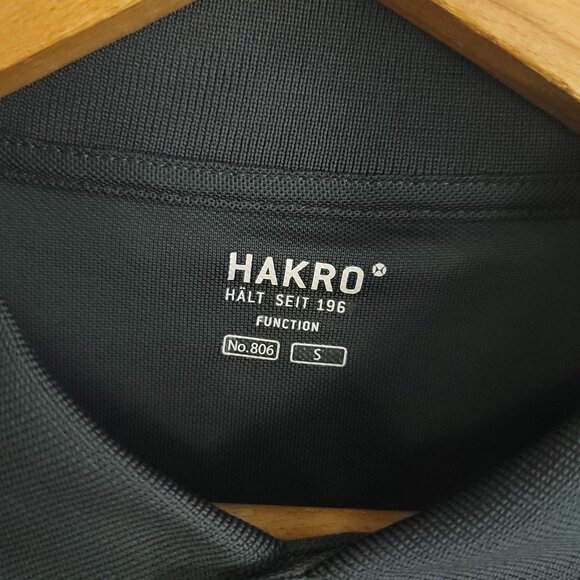 HAKRO
HÄLT SEIT 196
FUNCTION
No.806 S